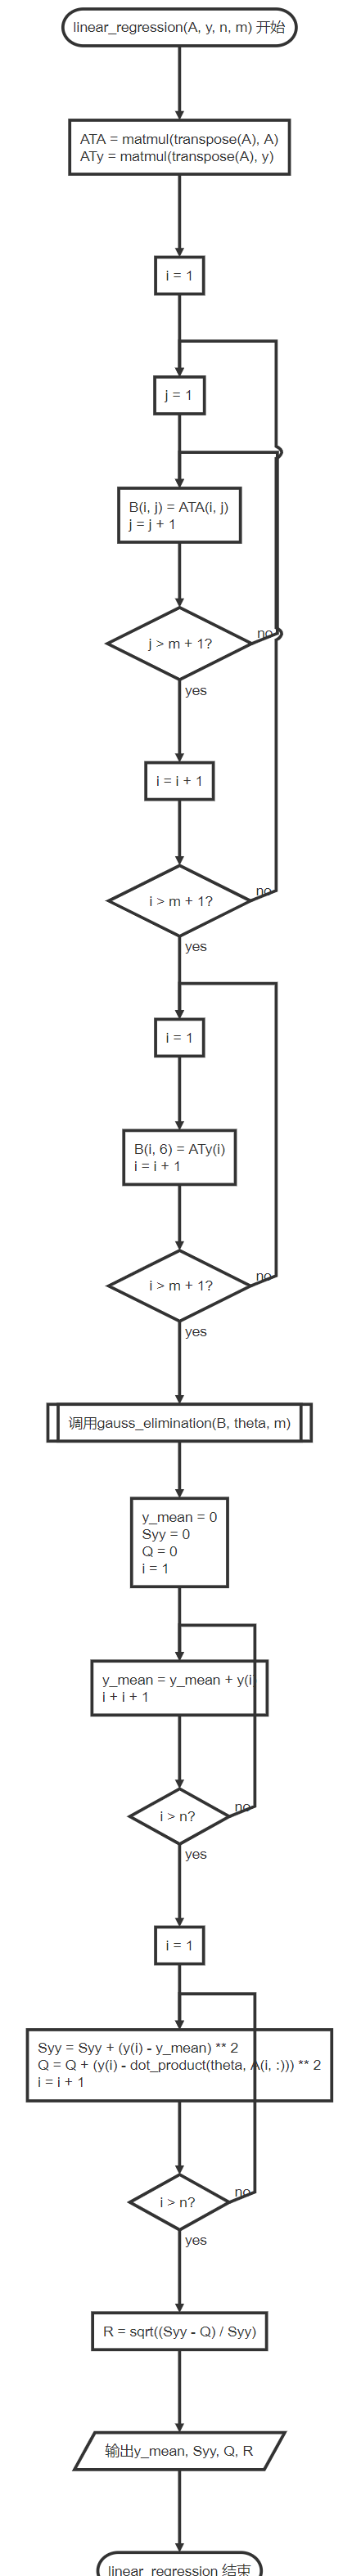 linear_regression(A, y, n, m) 开始
ATA = matmul(transpose(A), A)
ATy = matmul(transpose(A), y)
i = 1
j = 1
B(i, j) = ATA(i, j)
j = j + 1
j > m + 1?
no
yes
i = i + 1
i > m + 1?
no
yes
i = 1
B(i, 6) = ATy(i)
i = i + 1
i > m + 1?
no
yes
调用gauss_elimination(B, theta, m)
y_mean = 0
Syy = 0
Q = 0
i = 1
y_mean = y_mean + y(i)
i + i + 1
i > n?
no
yes
i = 1
Syy = Syy + (y(i) - y_mean) ** 2
Q = Q + (y(i) - dot_product(theta, A(i, :))) ** 2
i = i + 1
i > n?
no
yes
R = sqrt((Syy - Q) / Syy)
输出y_mean, Syy, Q, R
linear_regression 结束